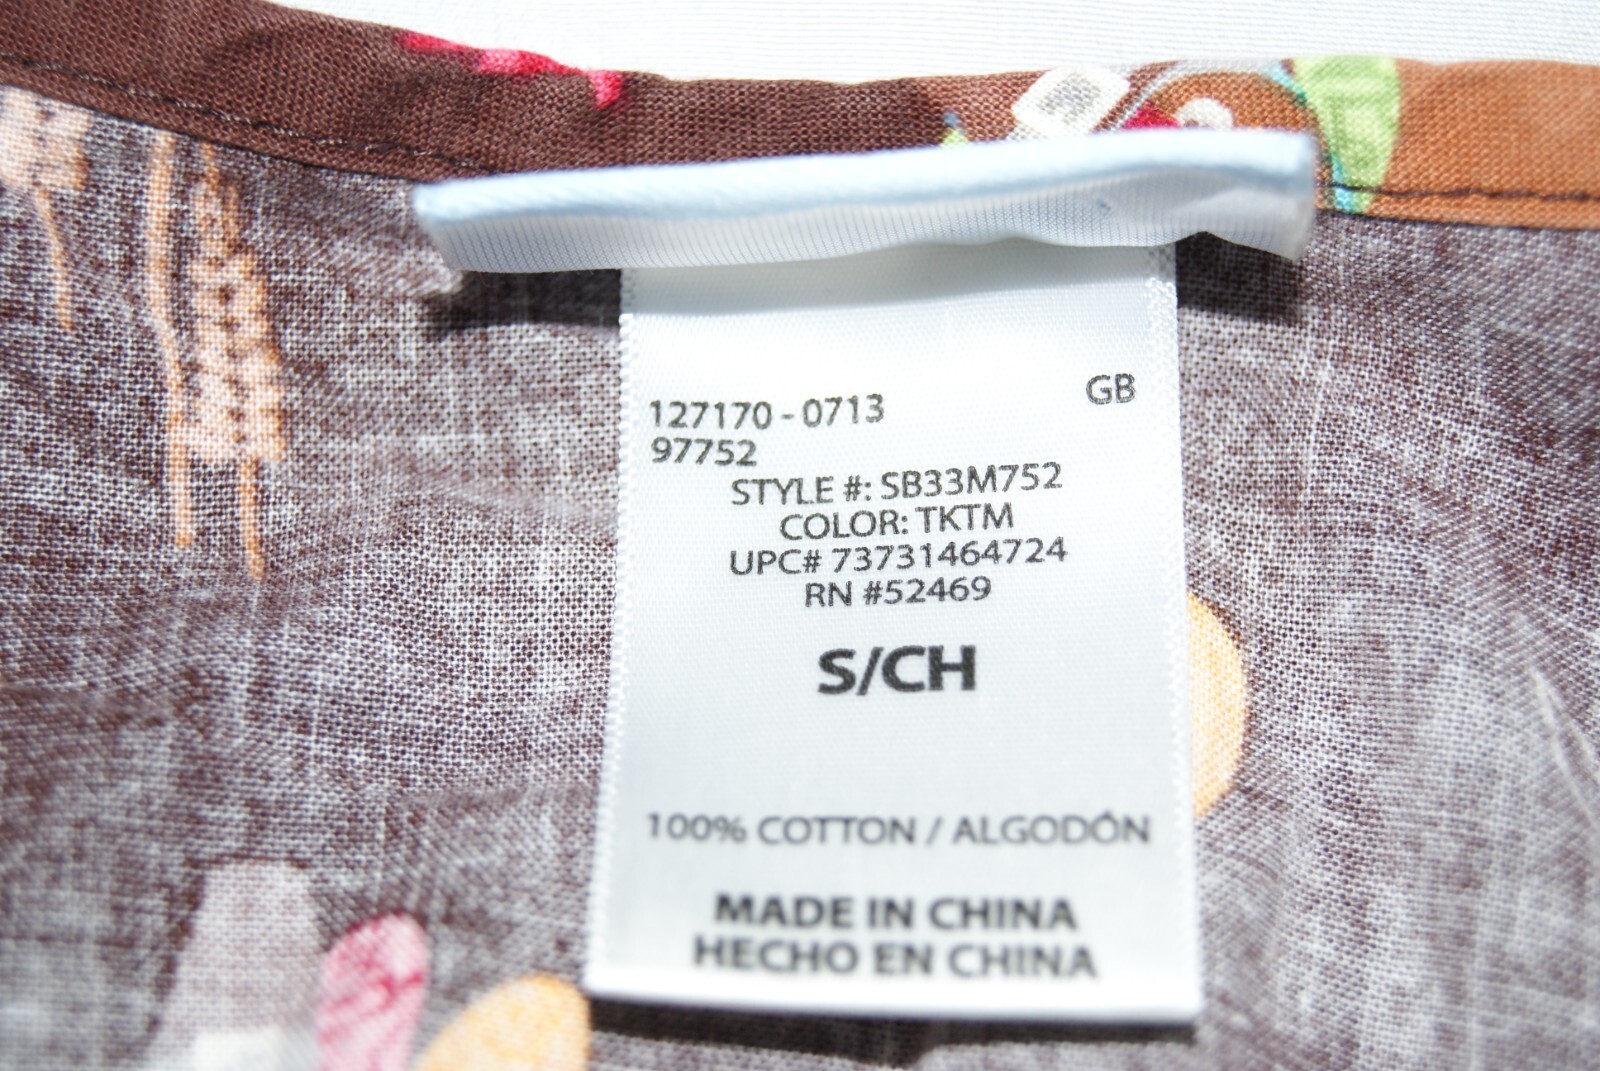 GB
127170 - 0713
97752
STYLE #: SB33M752
COLOR: TKTM
UPC# 73731464724
RN #52469
S/CH
100% COTTON / ALGODÓN
MADE IN CHINA
HECHO EN CHINA